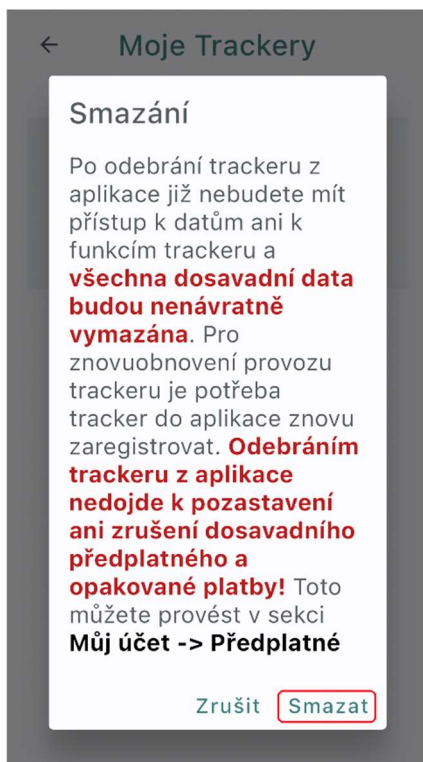 ← Moje Trackery
Smazání
Po odebrání trackeru z
aplikace již nebudete mít
přístup k datům ani k
funkcím trackeru a
všechna dosavadní data
budou nenávratně
vymazána. Pro
znovuobnovení provozu
trackeru je potřeba
tracker do aplikace znovu
zaregistrovat. Odebráním
trackeru z aplikace
nedojde k pozastavení
ani zrušení dosavadního
předplatného a
opakované platby! Toto
můžete provést v sekci
Můj účet -> Předplatné
Zrušit Smazat